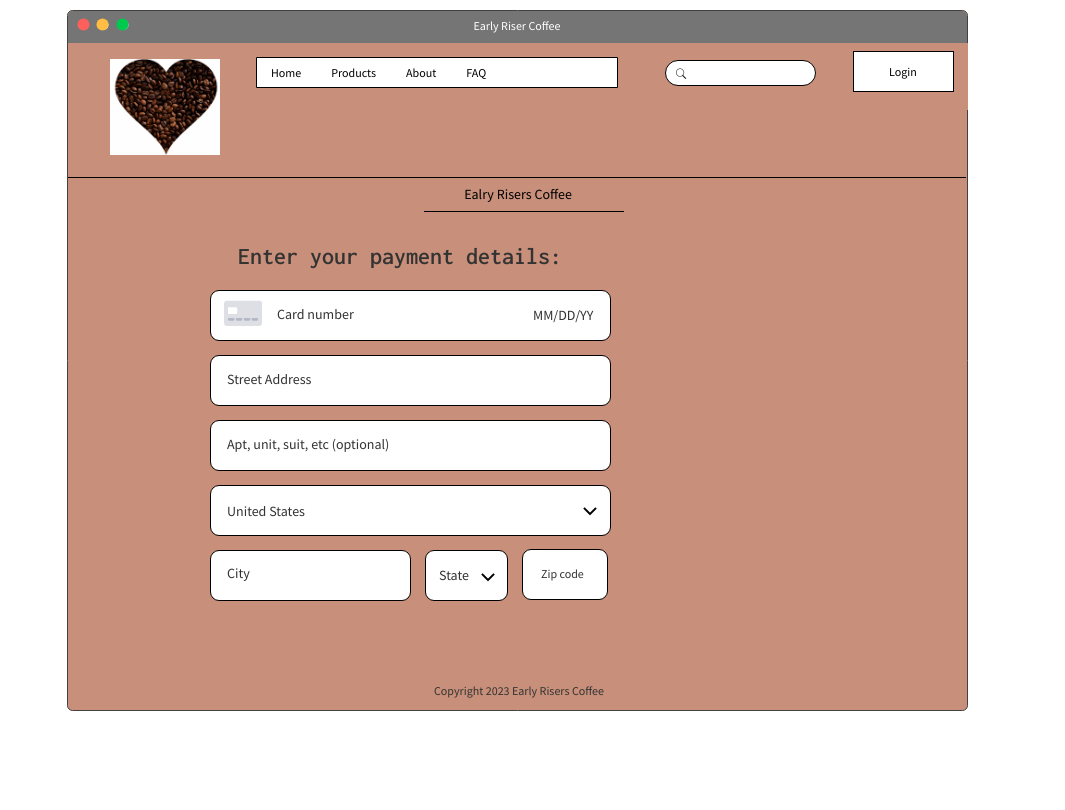 Early Riser Coffee
Home Products About FAQ
Login
Ealry Risers Coffee
Enter your payment details:
Card number MM/DD/YY
Street Address
Apt, unit, suit, etc (optional)
United States
City State Zip code
Copyright 2023 Early Risers Coffee